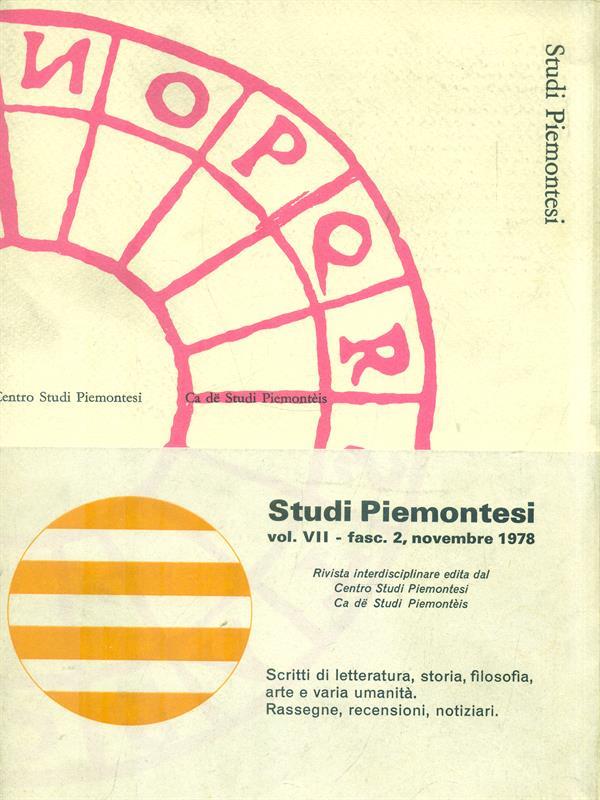 Studi Piemontesi
N O P Q R
Centro Studi Piemontesi
Ca dë Studi Piemontèis
Studi Piemontesi
vol. VII - fasc. 2, novembre 1978
Rivista interdisciplinare edita dal
Centro Studi Piemontesi
Ca dë Studi Piemontèis
Scritti di letteratura, storia, filosofia,
arte e varia umanità.
Rassegne, recensioni, notiziari.